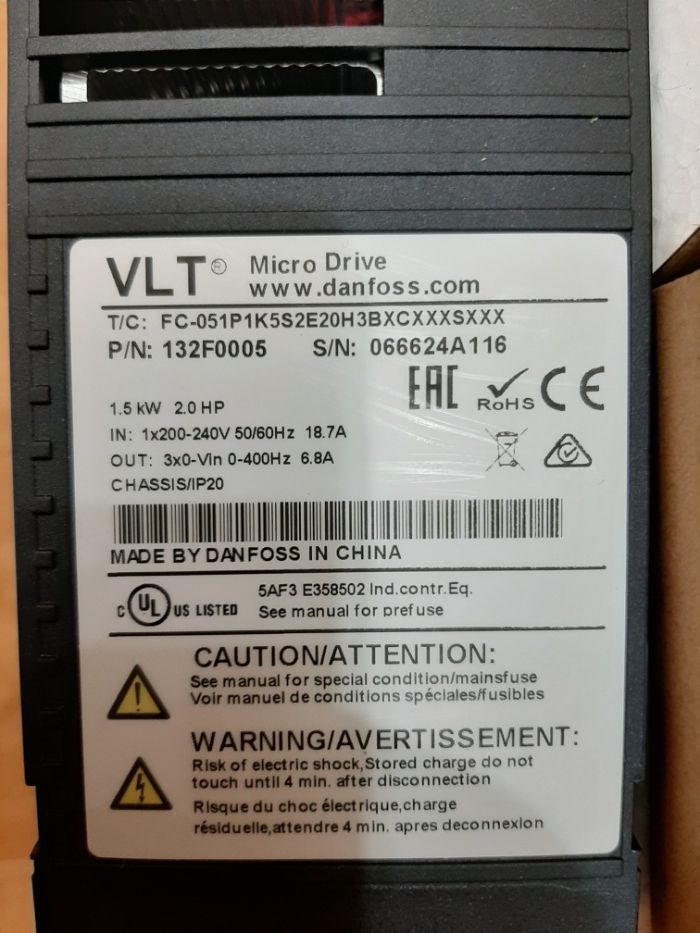 VLT® Micro Drive
www.danfoss.com
T/C: FC-051P1K5S2E20H3BXCXXXSXXX
P/N: 132F0005 S/N: 066624A116
EAC RoHS CE
1.5 kW 2.0 HP
IN: 1x200-240V 50/60Hz 18.7A
OUT: 3x0-Vin 0-400Hz 6.8A
CHASSIS/IP20
MADE BY DANFOSS IN CHINA
C UL US LISTED 5AF3 E358502 Ind.contr.Eq.
See manual for prefuse
CAUTION/ATTENTION:
See manual for special condition/mainsfuse
Voir manuel de conditions spéciales/fusibles
WARNING/AVERTISSEMENT:
Risk of electric shock,Stored charge do not
touch until 4 min. after disconnection
Risque du choc électrique,charge
résiduelle,attendre 4 min. apres deconnexion